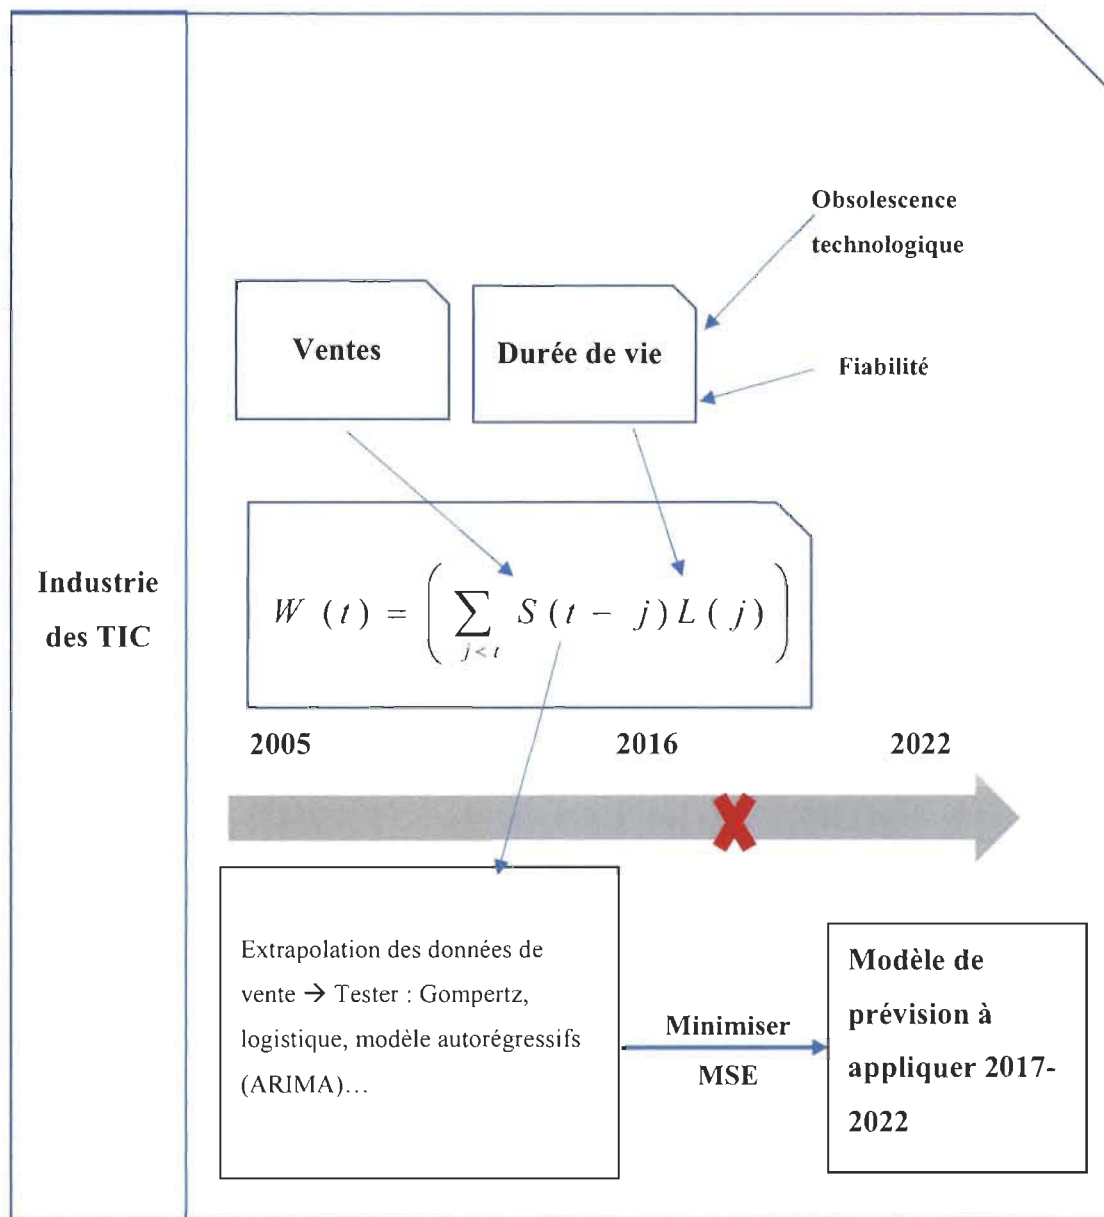 Obsolescence
technologique
Ventes
Durée de vie
Fiabilité
Industrie
des TIC
W (t) = ( ∑ S(t - j)L(j) )
j<t
2005 2016 2022
Extrapolation des données de
vente → Tester : Gompertz,
logistique, modèle autorégressifs
(ARIMA)…
Minimiser
MSE
Modèle de
prévision à
appliquer 2017-
2022